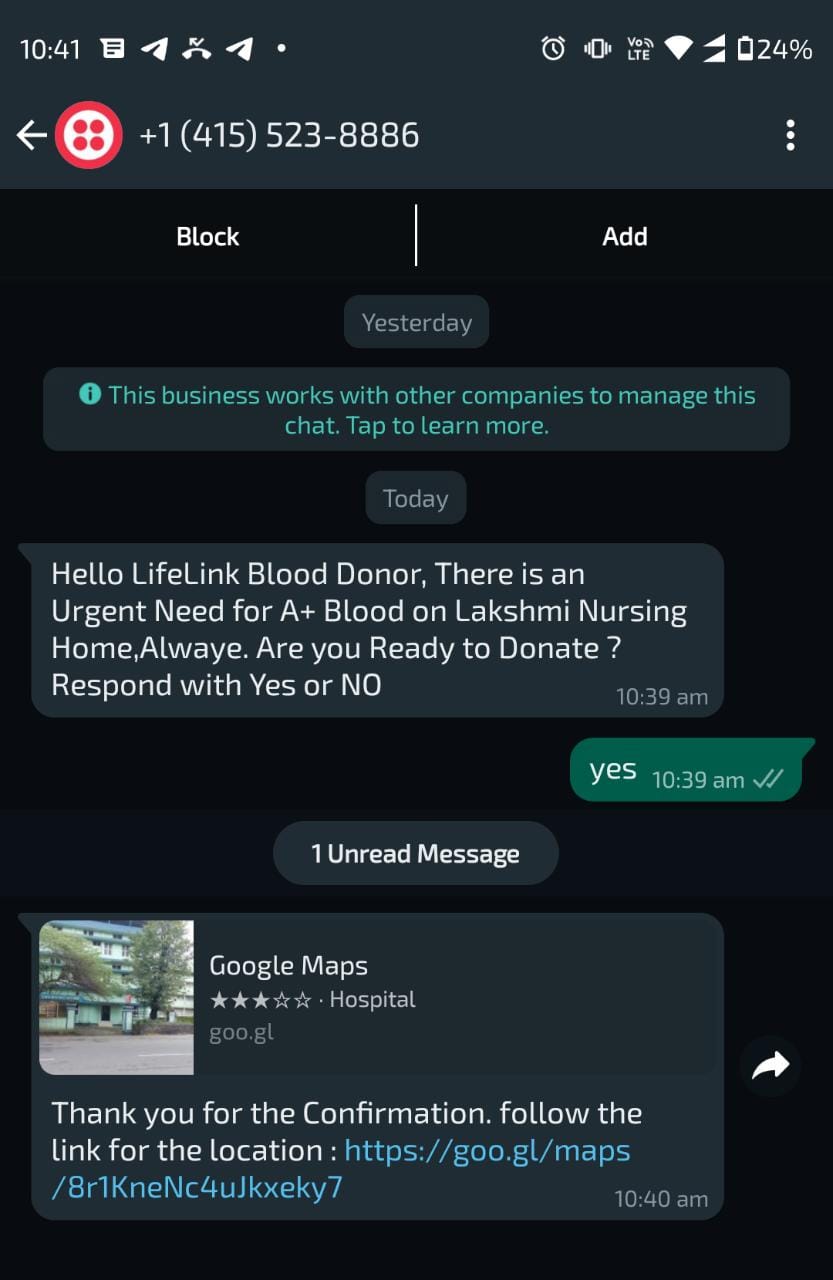 10:41 24%
VoLTE
+1 (415) 523-8886
Block Add
Yesterday
This business works with other companies to manage this
chat. Tap to learn more.
Today
Hello LifeLink Blood Donor, There is an
Urgent Need for A+ Blood on Lakshmi Nursing
Home,Alwaye. Are you Ready to Donate ?
Respond with Yes or NO
10:39 am
yes 10:39 am
1 Unread Message
Google Maps
★★★☆☆ · Hospital
goo.gl
Thank you for the Confirmation. follow the
link for the location : https://goo.gl/maps
/8r1KneNc4uJkxeky7
10:40 am